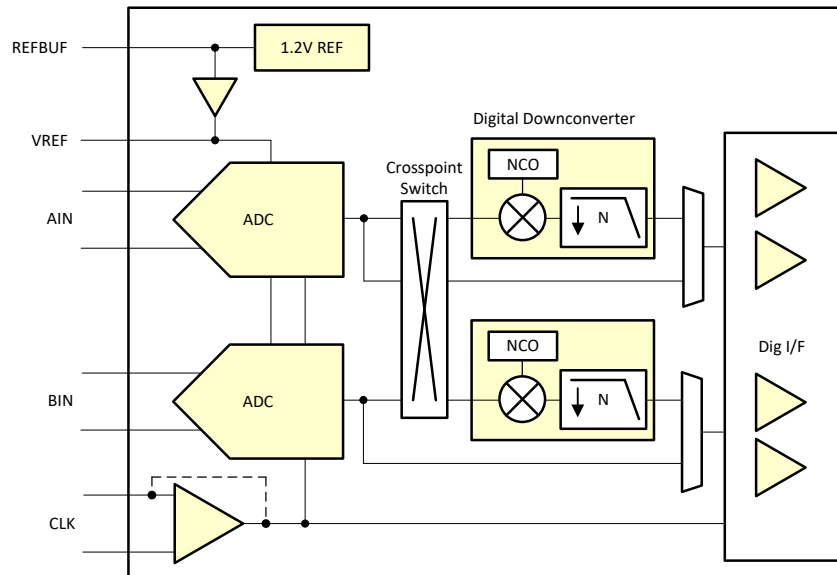 REFBUF
1.2V REF
VREF
Digital Downconverter
NCO
Crosspoint
Switch
AIN
ADC
N
NCO
Dig I/F
BIN
ADC
N
CLK